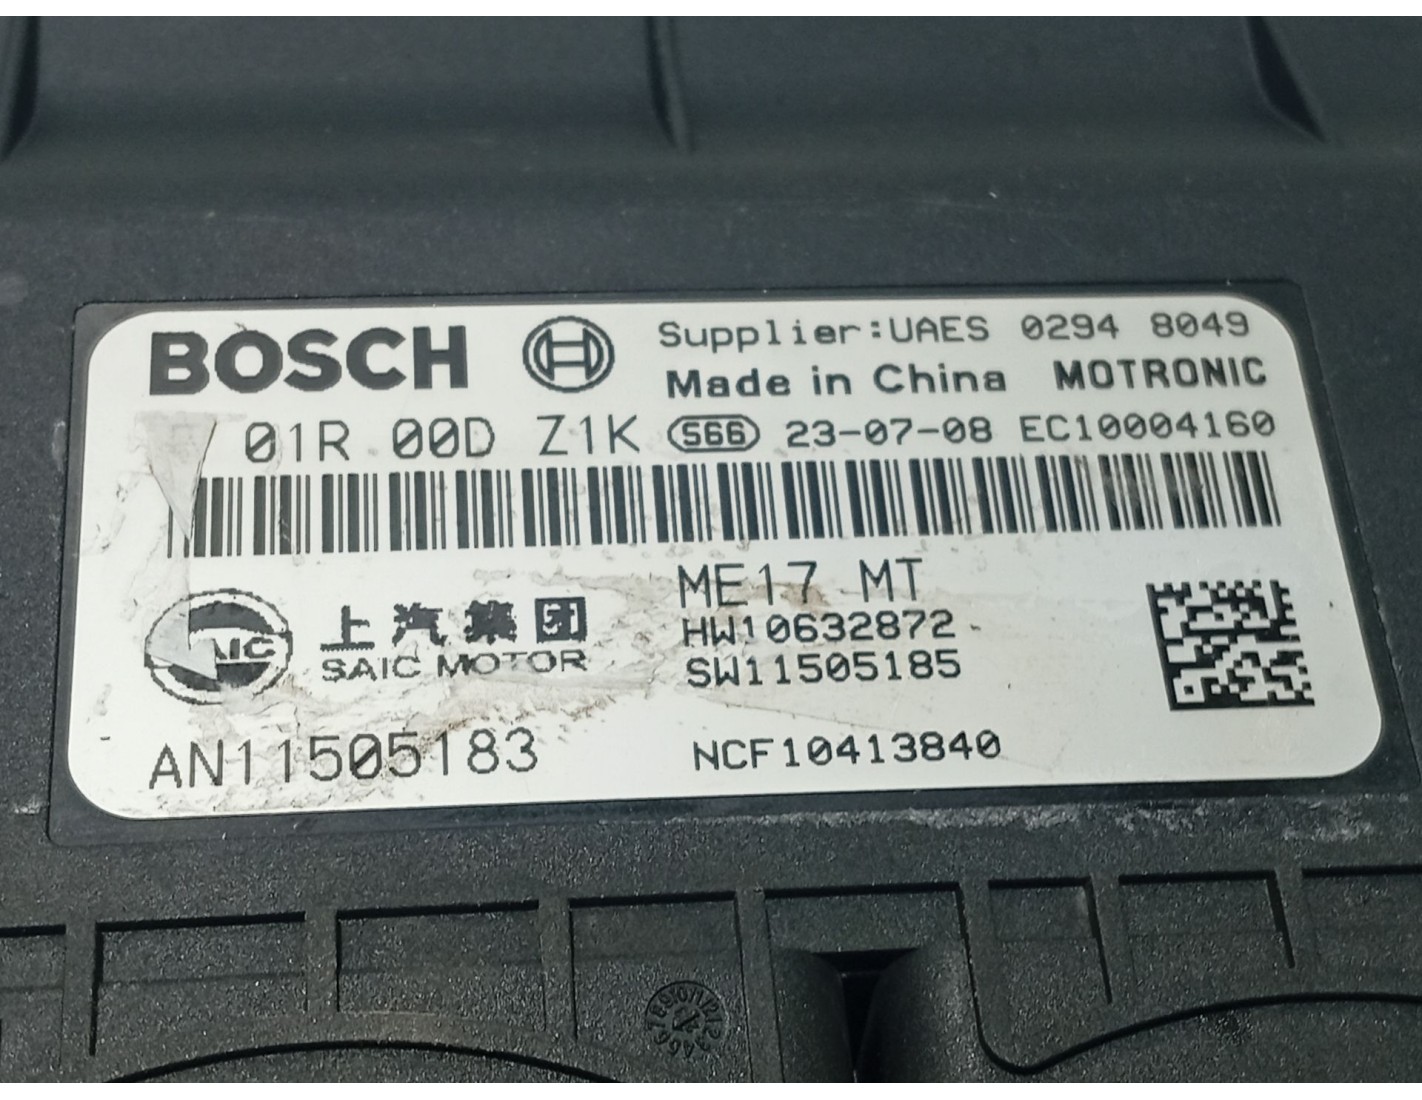 BOSCH Supplier:UAES 0294 8049
Made in China MOTRONIC
01R 00D Z1K S66 23-07-08 EC10004160
ME17 MT
上汽集团 HW10632872
SAIC MOTOR SW11505185
AN11505183 NCF10413840